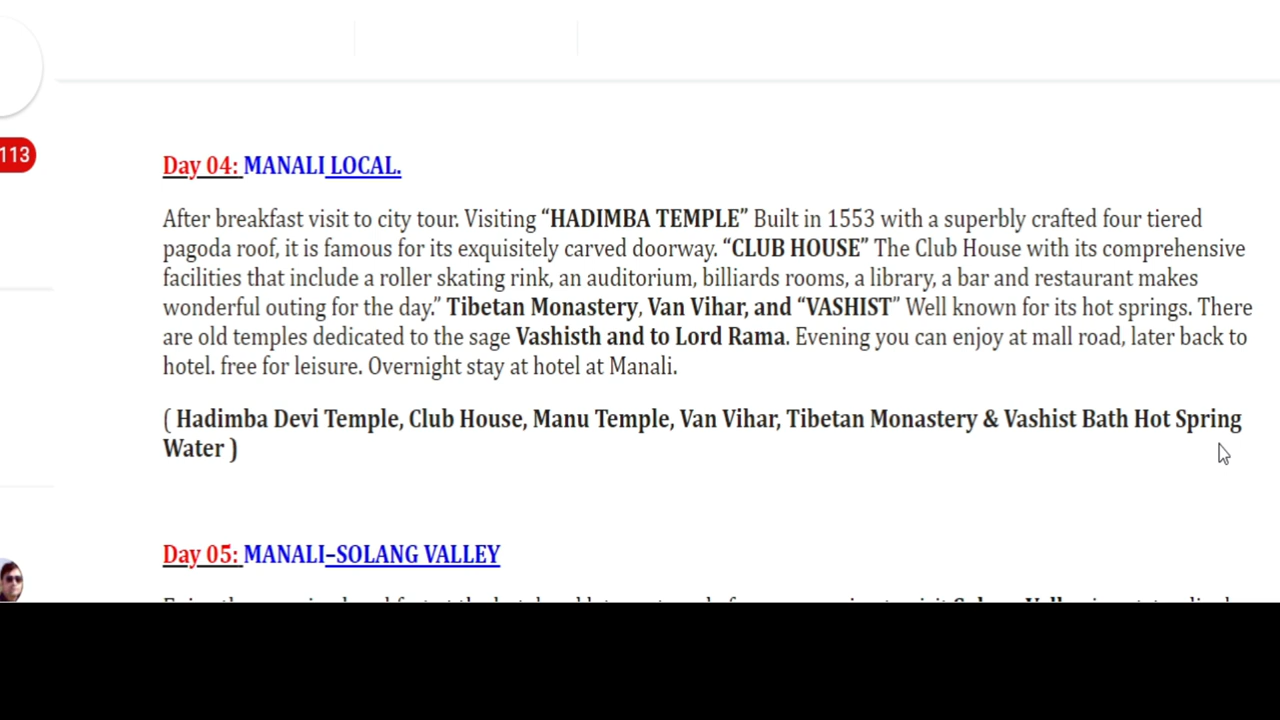 113
Day 04: MANALI LOCAL.
After breakfast visit to city tour. Visiting “HADIMBA TEMPLE” Built in 1553 with a superbly crafted four tiered
pagoda roof, it is famous for its exquisitely carved doorway. “CLUB HOUSE” The Club House with its comprehensive
facilities that include a roller skating rink, an auditorium, billiards rooms, a library, a bar and restaurant makes
wonderful outing for the day.” Tibetan Monastery, Van Vihar, and “VASHIST” Well known for its hot springs. There
are old temples dedicated to the sage Vashisth and to Lord Rama. Evening you can enjoy at mall road, later back to
hotel. free for leisure. Overnight stay at hotel at Manali.
( Hadimba Devi Temple, Club House, Manu Temple, Van Vihar, Tibetan Monastery & Vashist Bath Hot Spring
Water )
Day 05: MANALI–SOLANG VALLEY